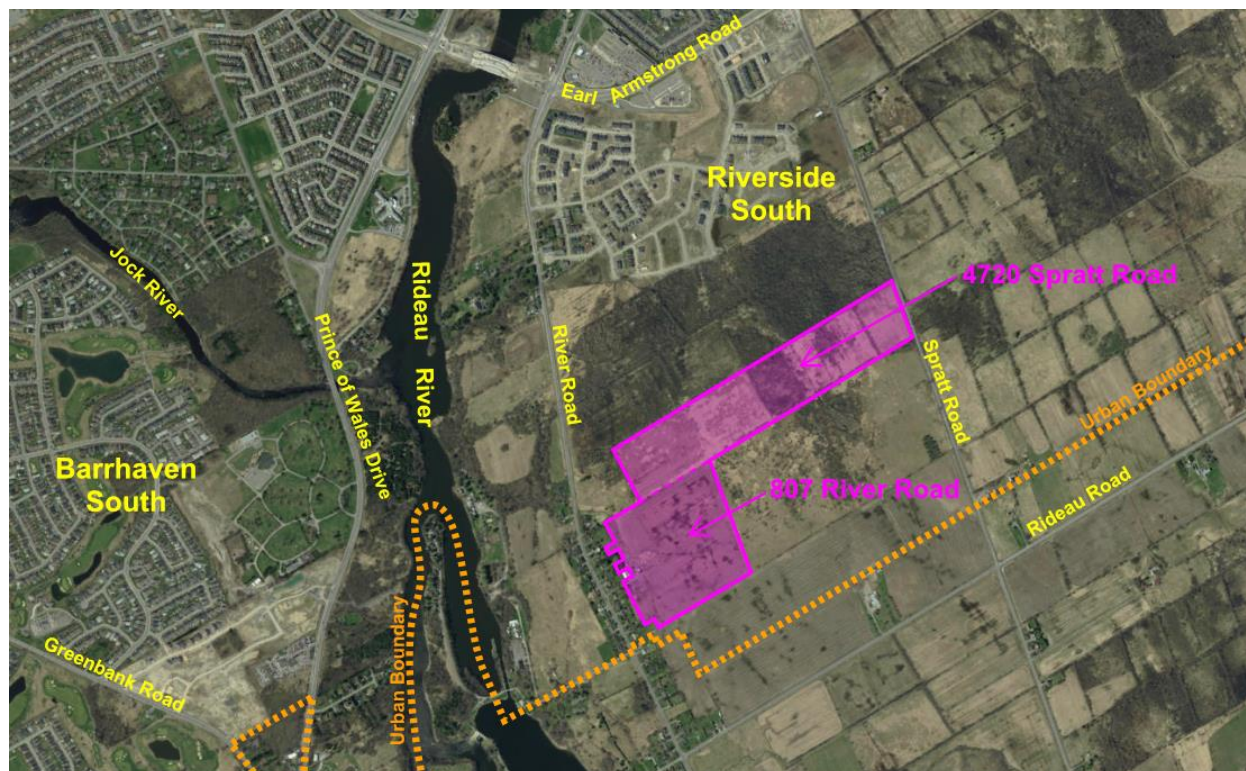 Earl Armstrong Road
Riverside
South
Jock River
Rideau River
4720 Spratt Road
Prince of Wales Drive
River Road
Spratt Road
Urban Boundary
Barrhaven
South
807 River Road
Rideau Road
Urban Boundary
Greenbank Road